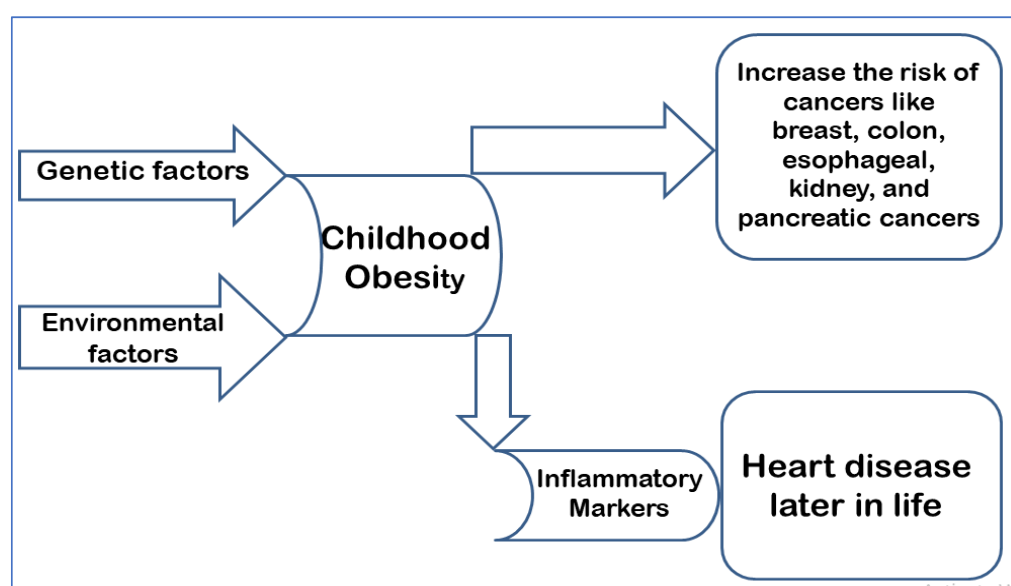 Genetic factors
Environmental
factors
Childhood
Obesity
Increase the risk of
cancers like
breast, colon,
esophageal,
kidney, and
pancreatic cancers
Inflammatory
Markers
Heart disease
later in life